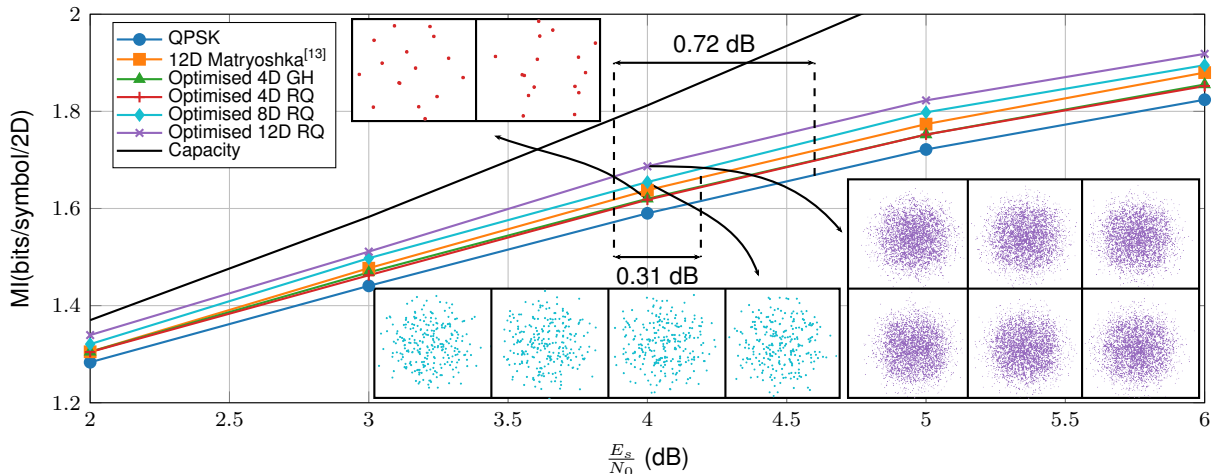 QPSK
12D Matryoshka[13]
Optimised 4D GH
Optimised 4D RQ
Optimised 8D RQ
Optimised 12D RQ
Capacity
0.72 dB
0.31 dB
2
1.8
1.6
1.4
1.2
MI(bits/symbol/2D)
2 2.5 3 3.5 4 4.5 5 5.5 6
E_s/N_0 (dB)